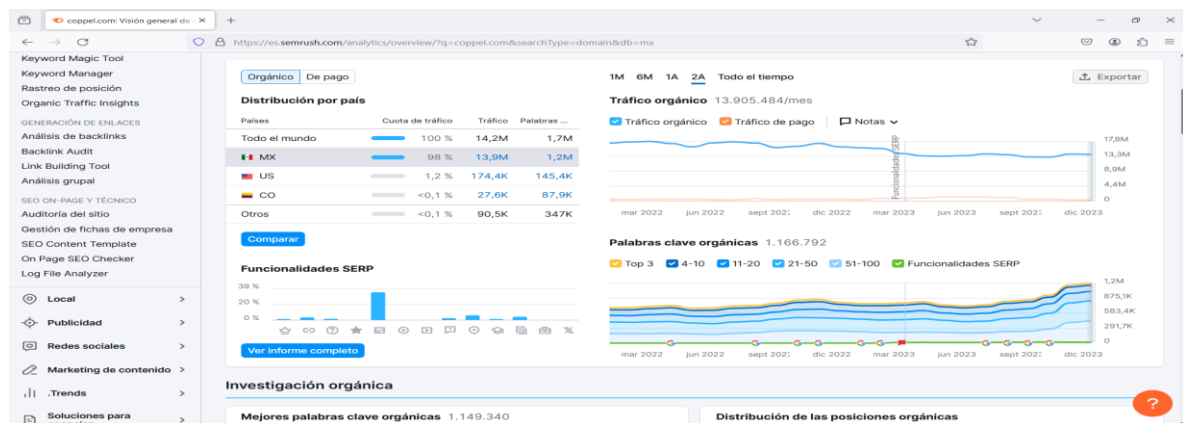 coppel.com: Visión general de
https://es.semrush.com/analytics/overview/?q=coppel.com&searchType=domain&db=mx
Keyword Magic Tool
Keyword Manager
Rastreo de posición
Organic Traffic Insights
GENERACIÓN DE ENLACES
Análisis de backlinks
Backlink Audit
Link Building Tool
Análisis grupal
SEO ON-PAGE Y TÉCNICO
Auditoría del sitio
Gestión de fichas de empresa
SEO Content Template
On Page SEO Checker
Log File Analyzer
Local
Publicidad
Redes sociales
Marketing de contenido
.Trends
Soluciones para
Orgánico De pago
Distribución por país
Países Cuota de tráfico Tráfico Palabras ...
Todo el mundo 100 % 14,2M 1,7M
MX 98 % 13,9M 1,2M
US 1,2 % 174,4K 145,4K
CO <0,1 % 27,6K 87,9K
Otros <0,1 % 90,5K 347K
Comparar
Funcionalidades SERP
39 %
20 %
0 %
Ver informe completo
1M 6M 1A 2A Todo el tiempo
Exportar
Tráfico orgánico 13.905.484/mes
Tráfico orgánico Tráfico de pago Notas
17,8M
13,3M
8,9M
4,4M
0
Funcionalidades SERP
mar 2022 jun 2022 sept 202: dic 2022 mar 2023 jun 2023 sept 202: dic 2023
Palabras clave orgánicas 1.166.792
Top 3 4-10 11-20 21-50 51-100 Funcionalidades SERP
1,2M
875,1K
583,4K
291,7K
0
mar 2022 jun 2022 sept 202: dic 2022 mar 2023 jun 2023 sept 202: dic 2023
Investigación orgánica
Mejores palabras clave orgánicas 1.149.340
Distribución de las posiciones orgánicas
?